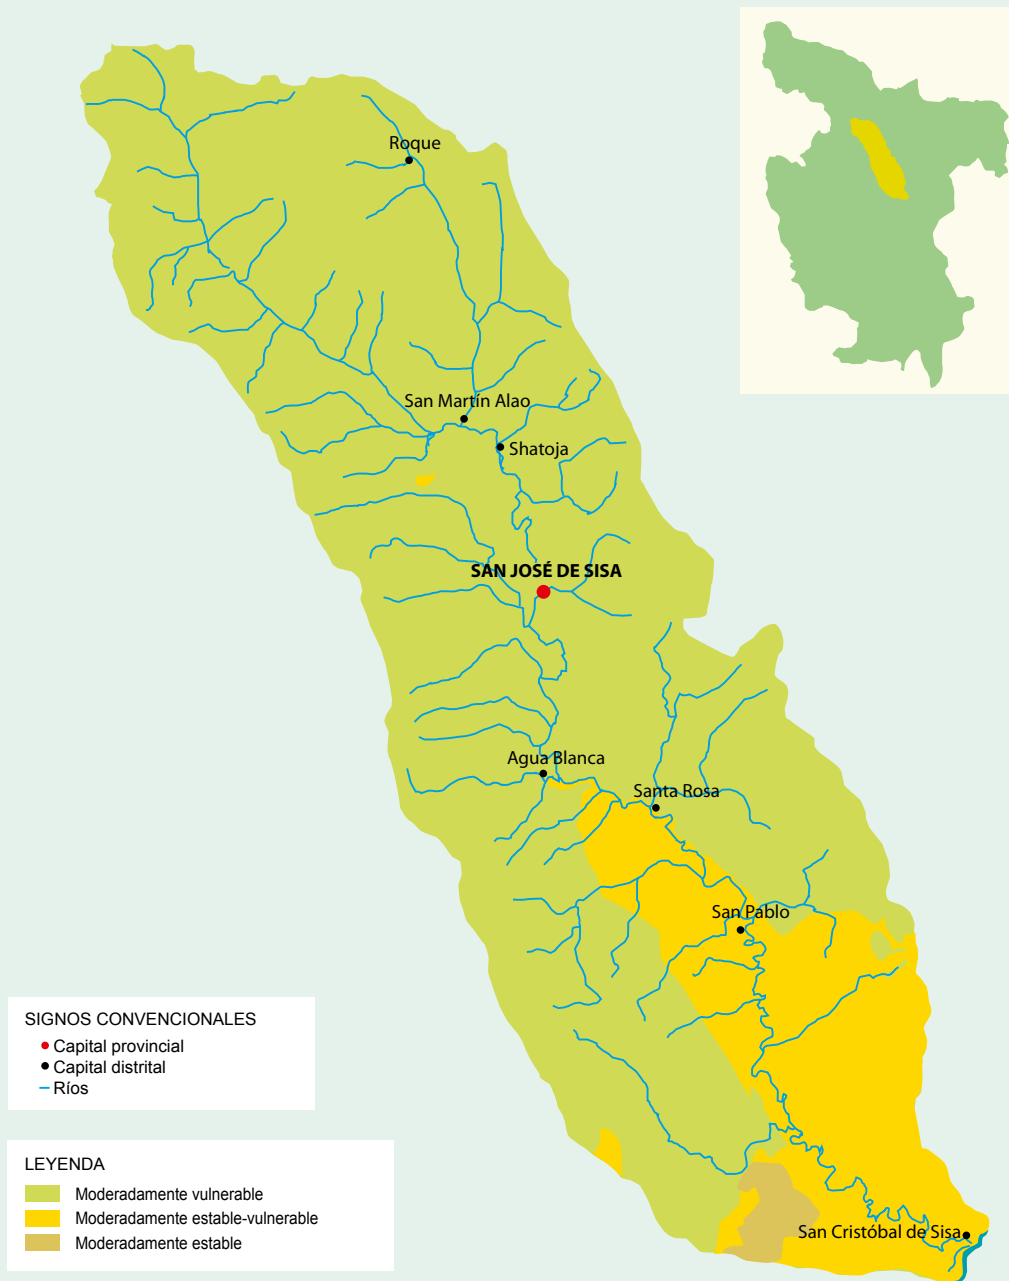 Roque
San Martín Alao
Shatoja
SAN JOSÉ DE SISA
Agua Blanca
Santa Rosa
San Pablo
San Cristóbal de Sisa
SIGNOS CONVENCIONALES
Capital provincial
Capital distrital
Ríos
LEYENDA
Moderadamente vulnerable
Moderadamente estable-vulnerable
Moderadamente estable